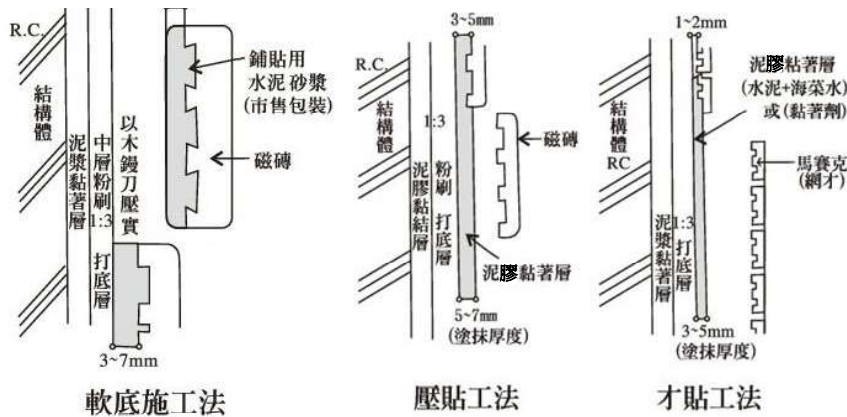 R.C.
結構體
泥漿黏著層
中層粉刷
1:3
打底層
以木鏝刀壓實
鋪貼用
水泥砂漿
(市售包裝)
磁磚
3~7mm
軟底施工法
3~5mm
R.C.
結構體
泥膠黏結層
1:3
粉刷
打底層
磁磚
泥膠黏著層
5~7mm
(塗抹厚度)
壓貼工法
1~2mm
結構體
RC
泥漿黏著層
1:3
打底層
泥膠粘著層
(水泥+海菜水)
或(黏著劑)
馬賽克
(網才)
3~5mm
(塗抹厚度)
才貼工法